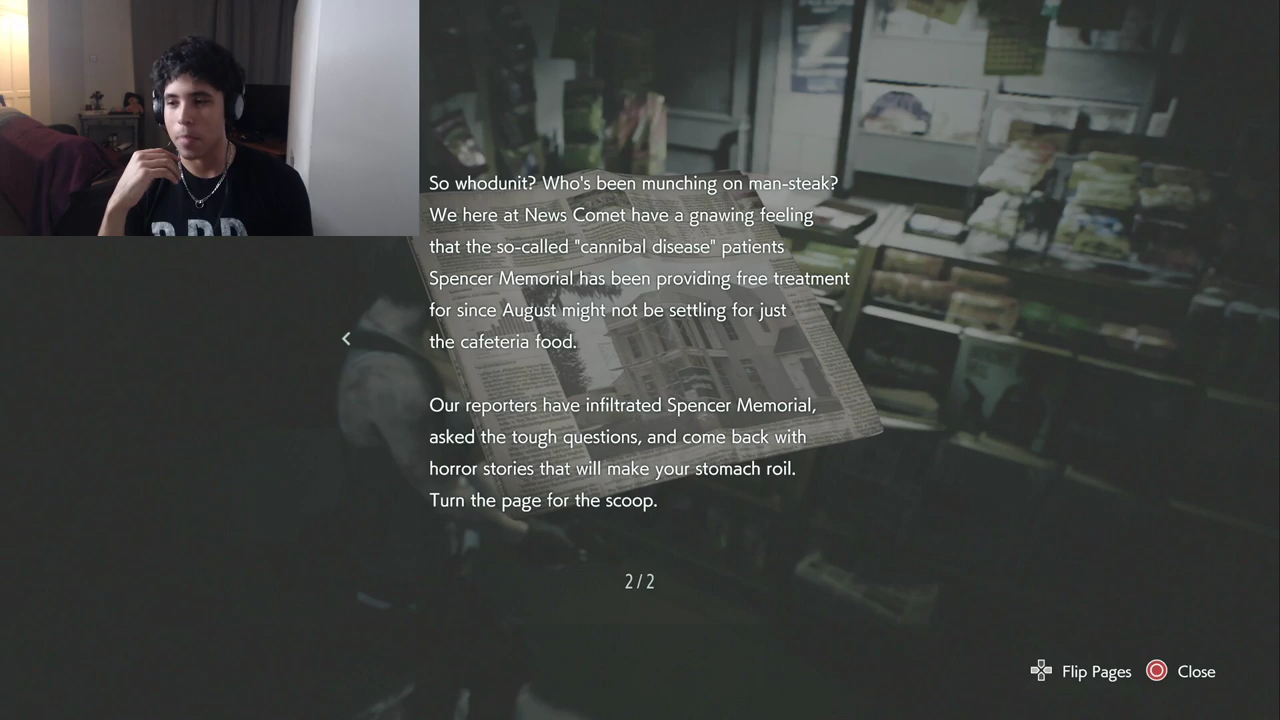 So whodunit? Who's been munching on man-steak?
We here at News Comet have a gnawing feeling
that the so-called "cannibal disease" patients
Spencer Memorial has been providing free treatment
for since August might not be settling for just
the cafeteria food.
Our reporters have infiltrated Spencer Memorial,
asked the tough questions, and come back with
horror stories that will make your stomach roil.
Turn the page for the scoop.
2/2
Flip Pages
Close